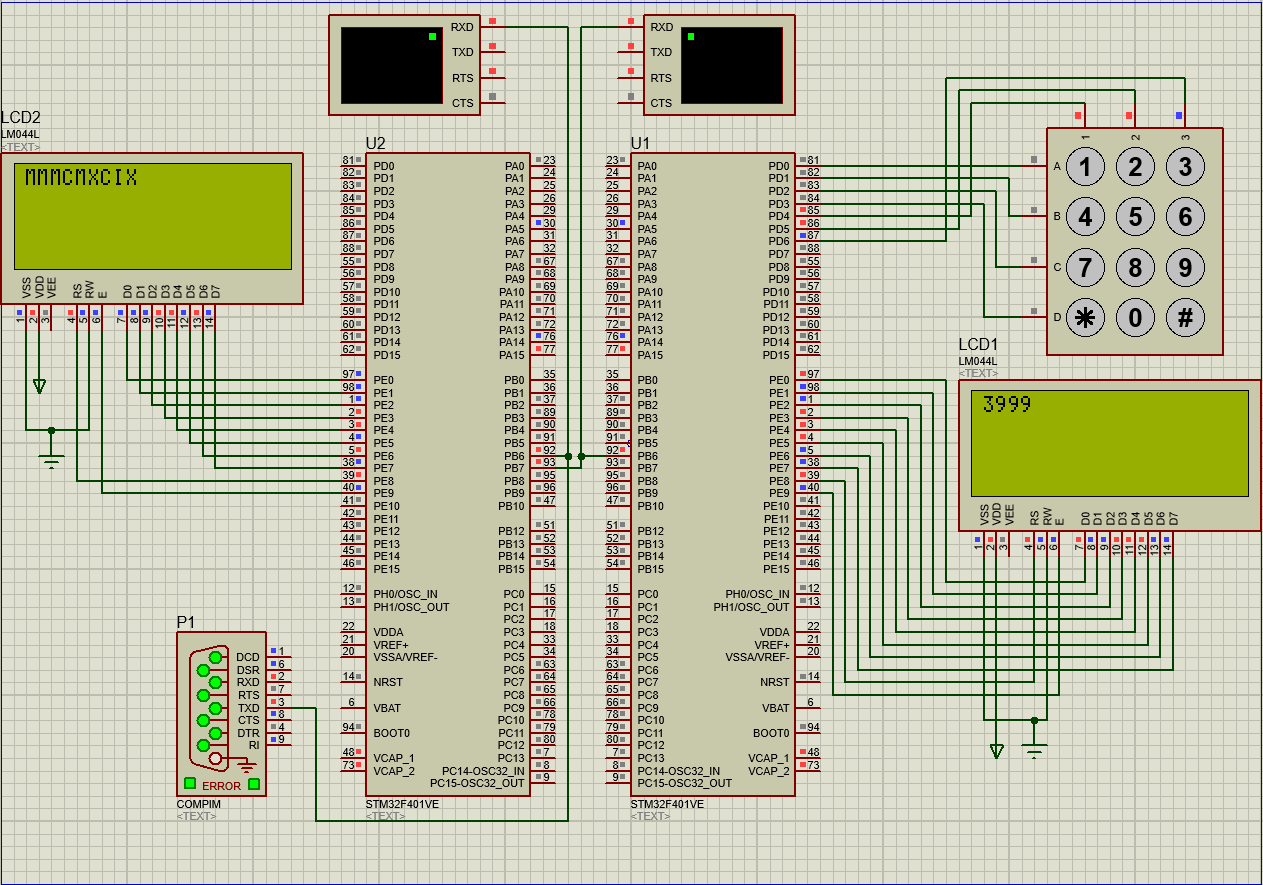 RXD
TXD
RTS
CTS
RXD
TXD
RTS
CTS
LCD2
LM044L
<TEXT>
MMMCMXCIX
VSS VDD VEE RS RW E D0 D1 D2 D3 D4 D5 D6 D7
1 2 3 4 5 6 7 8 9 10 11 12 13 14
U2
81 PD0 PA0 23
82 PD1 PA1 24
83 PD2 PA2 25
84 PD3 PA3 26
85 PD4 PA4 29
86 PD5 PA5 30
87 PD6 PA6 31
88 PD7 PA7 32
55 PD8 PA8 67
56 PD9 PA9 68
57 PD10 PA10 69
58 PD11 PA11 70
59 PD12 PA12 71
60 PD13 PA13 72
61 PD14 PA14 76
62 PD15 PA15 77
97 PE0 PB0 35
98 PE1 PB1 36
1 PE2 PB2 37
2 PE3 PB3 89
3 PE4 PB4 90
4 PE5 PB5 91
5 PE6 PB6 92
38 PE7 PB7 93
39 PE8 PB8 95
40 PE9 PB9 96
41 PE10 PB10 47
42 PE11
43 PE12 PB12 51
44 PE13 PB13 52
45 PE14 PB14 53
46 PE15 PB15 54
12 PH0/OSC_IN PC0 15
13 PH1/OSC_OUT PC1 16
PC2 17
22 VDDA PC3 18
21 VREF+ PC4 33
20 VSSA/VREF- PC5 34
PC6 63
14 NRST PC7 64
PC8 65
6 VBAT PC9 66
PC10 78
94 BOOT0 PC11 79
PC12 80
48 VCAP_1 PC13 7
73 VCAP_2 PC14-OSC32_IN 8
PC15-OSC32_OUT 9
STM32F401VE
<TEXT>
U1
23 PA0 PD0 81
24 PA1 PD1 82
25 PA2 PD2 83
26 PA3 PD3 84
29 PA4 PD4 85
30 PA5 PD5 86
31 PA6 PD6 87
32 PA7 PD7 88
67 PA8 PD8 55
68 PA9 PD9 56
69 PA10 PD10 57
70 PA11 PD11 58
71 PA12 PD12 59
72 PA13 PD13 60
76 PA14 PD14 61
77 PA15 PD15 62
35 PB0 PE0 97
36 PB1 PE1 98
37 PB2 PE2 1
89 PB3 PE3 2
90 PB4 PE4 3
91 PB5 PE5 4
92 PB6 PE6 5
93 PB7 PE7 38
95 PB8 PE8 39
96 PB9 PE9 40
47 PB10 PE10 41
PE11 42
51 PB12 PE12 43
52 PB13 PE13 44
53 PB14 PE14 45
54 PB15 PE15 46
15 PC0 PH0/OSC_IN 12
16 PC1 PH1/OSC_OUT 13
17 PC2
18 PC3 VDDA 22
33 PC4 VREF+ 21
34 PC5 VSSA/VREF- 20
63 PC6
64 PC7 NRST 14
65 PC8
66 PC9 VBAT 6
78 PC10
79 PC11 BOOT0 94
80 PC12
7 PC13 VCAP_1 48
8 PC14-OSC32_IN VCAP_2 73
9 PC15-OSC32_OUT
STM32F401VE
<TEXT>
1 2 3
A 1 2 3
B 4 5 6
C 7 8 9
D * 0 #
LCD1
LM044L
<TEXT>
3999
VSS VDD VEE RS RW E D0 D1 D2 D3 D4 D5 D6 D7
1 2 3 4 5 6 7 8 9 10 11 12 13 14
P1
DCD 1
DSR 6
RXD 2
RTS 7
TXD 3
CTS 8
DTR 4
RI 9
ERROR
COMPIM
<TEXT>